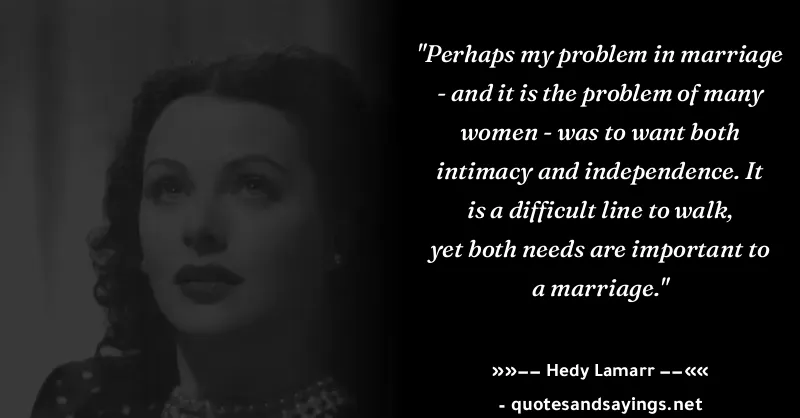 "Perhaps my problem in marriage
- and it is the problem of many
women - was to want both
intimacy and independence. It
is a difficult line to walk,
yet both needs are important to
a marriage."
»»−− Hedy Lamarr −−««
- quotesandsayings.net